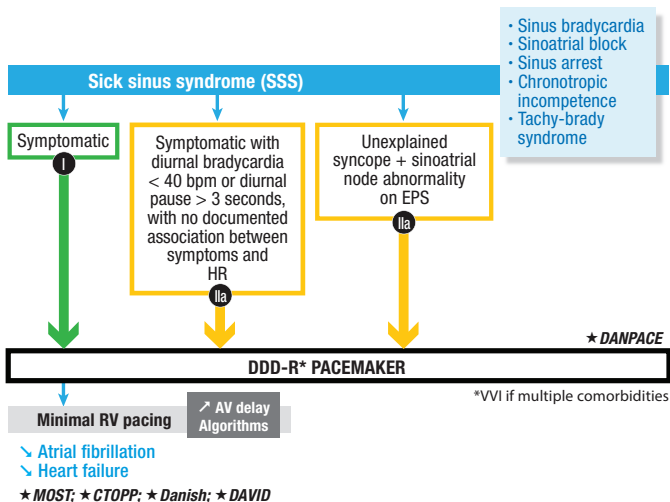 Sick sinus syndrome (SSS)
· Sinus bradycardia
· Sinoatrial block
· Sinus arrest
· Chronotropic
incompetence
· Tachy-brady
syndrome
Symptomatic
I
Symptomatic with
diurnal bradycardia
< 40 bpm or diurnal
pause > 3 seconds,
with no documented
association between
symptoms and
HR
IIa
Unexplained
syncope + sinoatrial
node abnormality
on EPS
IIa
★ DANPACE
DDD-R* PACEMAKER
*VVI if multiple comorbidities
Minimal RV pacing
↗ AV delay
Algorithms
↘ Atrial fibrillation
↘ Heart failure
★ MOST; ★ CTOPP; ★ Danish; ★ DAVID